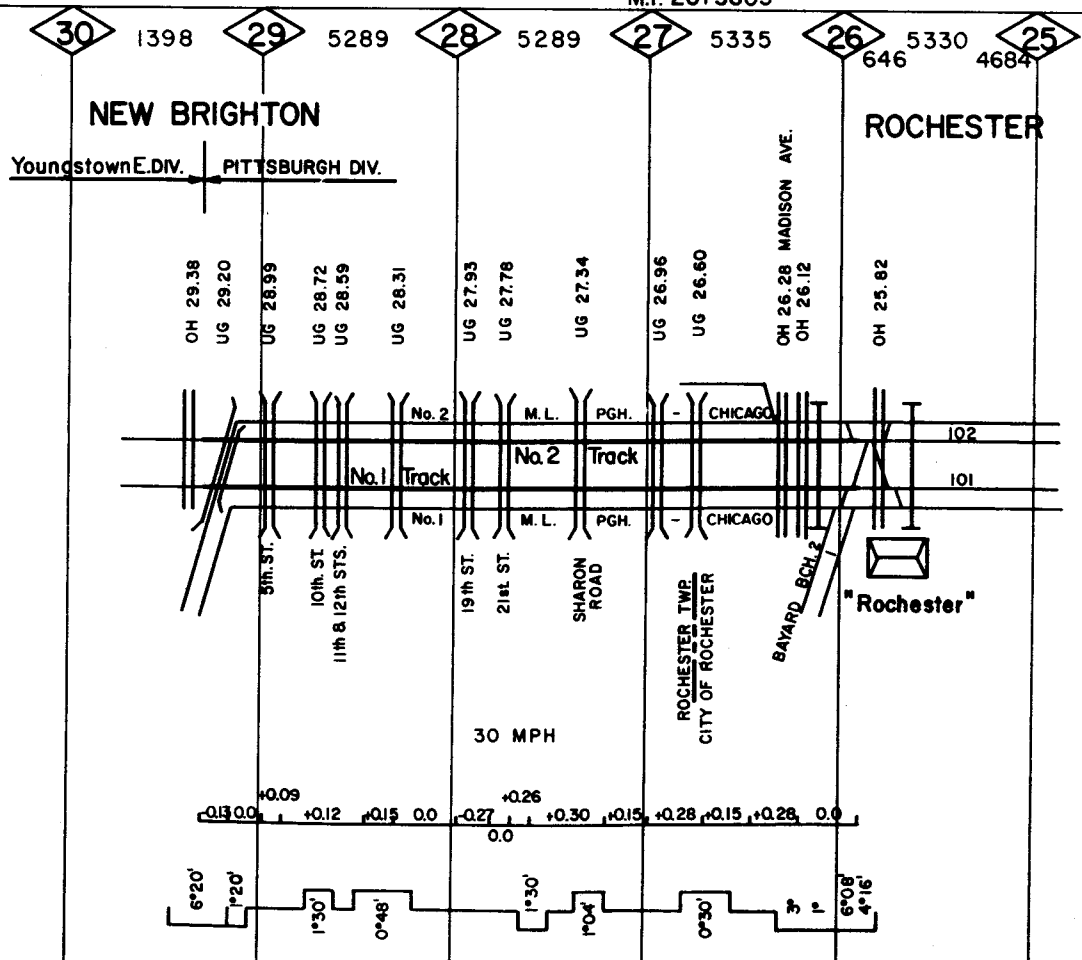 30 1398 29 5289 28 5289 27 5335 26 5330 25
646 4684
NEW BRIGHTON
ROCHESTER
Youngstown E. DIV. PITTSBURGH DIV.
OH 29.38
UG 29.20
UG 28.99
UG 28.72
UG 28.59
UG 28.31
UG 27.93
UG 27.78
UG 27.34
UG 26.96
UG 26.60
OH 26.28 MADISON AVE.
OH 26.12
OH 25.82
No. 2 M. L. PGH. - CHICAGO
102
No. 2 Track
No. 1 Track
101
No. 1 M. L. PGH. - CHICAGO
5th. ST.
10th. ST.
11th & 12th STS.
19th ST.
21st. ST.
SHARON ROAD
ROCHESTER TWP.
CITY OF ROCHESTER
BAYARD BCH. 2
1
"Rochester"
30 MPH
+0.09 +0.26
-0.13 0.0 +0.12 +0.15 0.0 -0.27 +0.30 +0.15 +0.28 +0.15 +0.28 0.0
0.0
6°20'
1°20'
1°30'
0°48'
1°30'
1°04'
0°30'
3°
1°
6°08'
4°16'